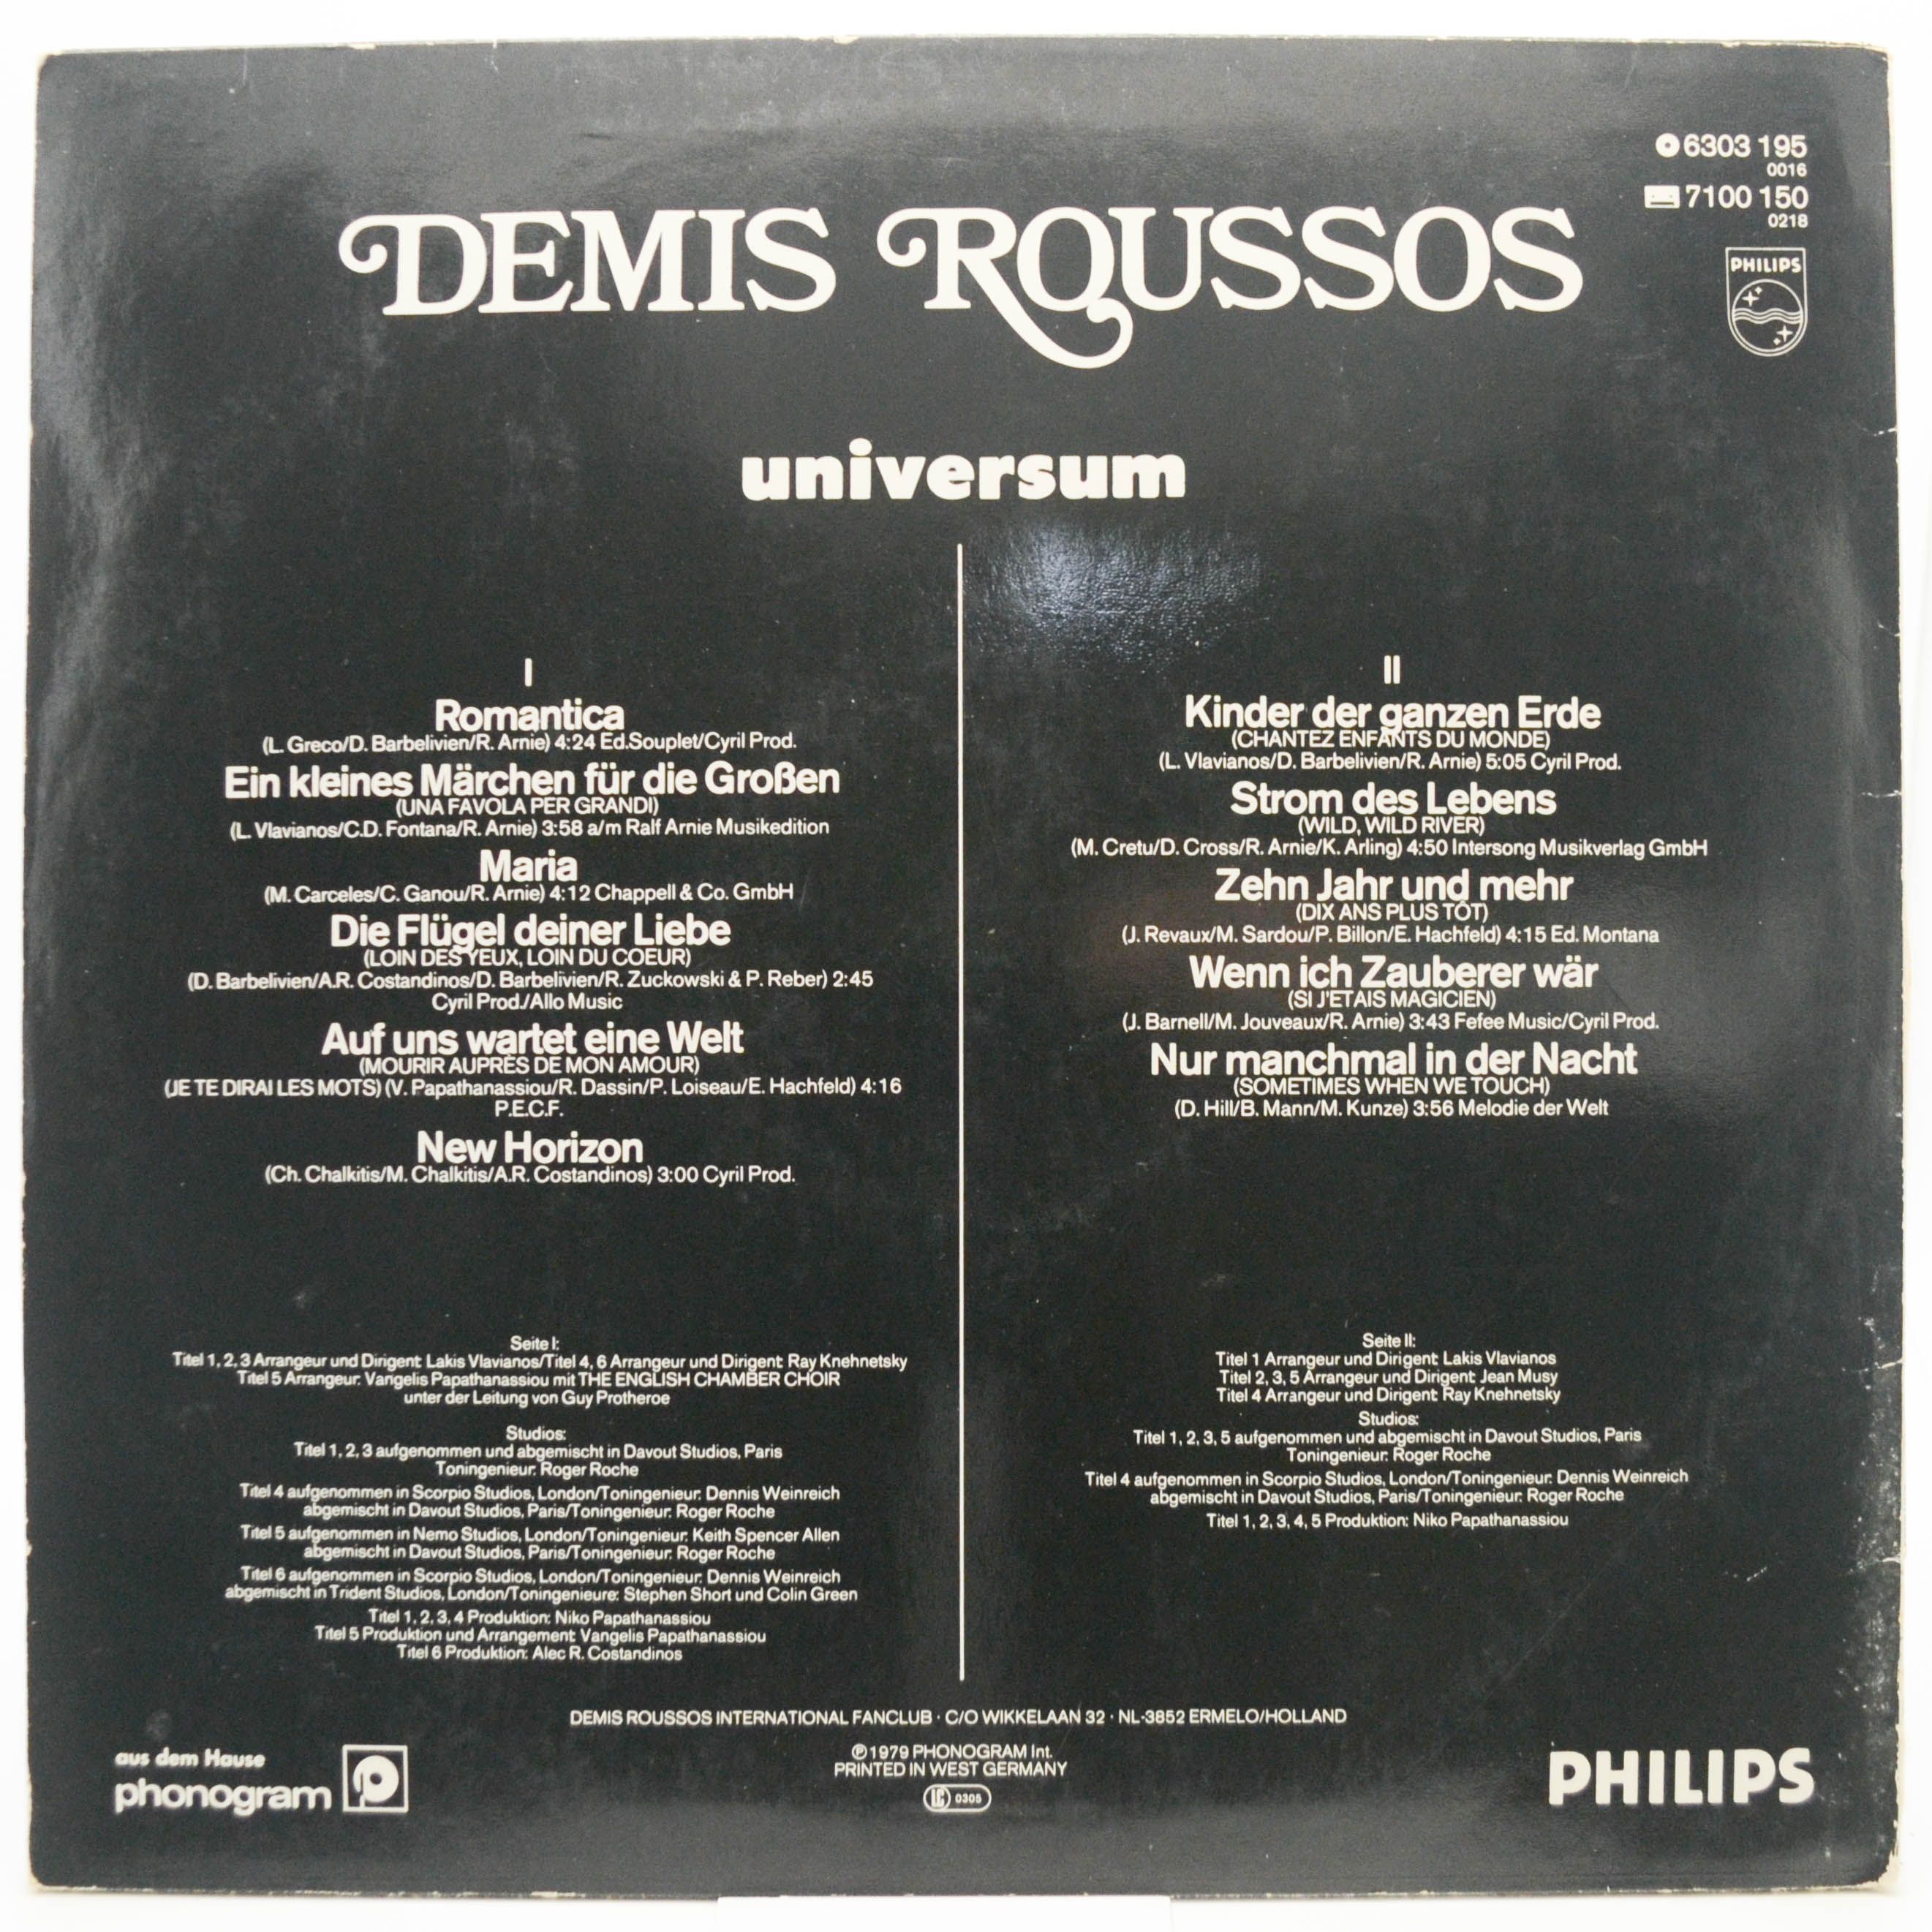 6303 195
0016
7100 150
0218
PHILIPS
DEMIS ROUSSOS
universum
I
Romantica
(L. Greco/D. Barbelivien/R. Arnie) 4:24 Ed.Souplet/Cyril Prod.
Ein kleines Märchen für die Großen
(UNA FAVOLA PER GRANDI)
(L. Vlavianos/C.D. Fontana/R. Arnie) 3:58 a/m Ralf Arnie Musikedition
Maria
(M. Carceles/C. Ganou/R. Arnie) 4:12 Chappell & Co. GmbH
Die Flügel deiner Liebe
(LOIN DES YEUX, LOIN DU COEUR)
(D. Barbelivien/A.R. Costandinos/D. Barbelivien/R. Zuckowski & P. Reber) 2:45
Cyril Prod./Allo Music
Auf uns wartet eine Welt
(MOURIR AUPRÈS DE MON AMOUR)
(JE TE DIRAI LES MOTS) (V. Papathanassiou/R. Dassin/P. Loiseau/E. Hachfeld) 4:16
P.E.C.F.
New Horizon
(Ch. Chalkitis/M. Chalkitis/A.R. Costandinos) 3:00 Cyril Prod.
II
Kinder der ganzen Erde
(CHANTEZ ENFANTS DU MONDE)
(L. Vlavianos/D. Barbelivien/R. Arnie) 5:05 Cyril Prod.
Strom des Lebens
(WILD, WILD RIVER)
(M. Cretu/D. Cross/R. Arnie/K. Arling) 4:50 Intersong Musikverlag GmbH
Zehn Jahr und mehr
(DIX ANS PLUS TÔT)
(J. Revaux/M. Sardou/P. Billon/E. Hachfeld) 4:15 Ed. Montana
Wenn ich Zauberer wär
(SI J'ETAIS MAGICIEN)
(J. Barnell/M. Jouveaux/R. Arnie) 3:43 Fefee Music/Cyril Prod.
Nur manchmal in der Nacht
(SOMETIMES WHEN WE TOUCH)
(D. Hill/B. Mann/M. Kunze) 3:56 Melodie der Welt
Seite I:
Titel 1, 2, 3 Arrangeur und Dirigent: Lakis Vlavianos/Titel 4, 6 Arrangeur und Dirigent: Ray Knehnetsky
Titel 5 Arrangeur: Vangelis Papathanassiou mit THE ENGLISH CHAMBER CHOIR
unter der Leitung von Guy Protheroe
Studios:
Titel 1, 2, 3 aufgenommen und abgemischt in Davout Studios, Paris
Toningenieur: Roger Roche
Titel 4 aufgenommen in Scorpio Studios, London/Toningenieur: Dennis Weinreich
abgemischt in Davout Studios, Paris/Toningenieur: Roger Roche
Titel 5 aufgenommen in Nemo Studios, London/Toningenieur: Keith Spencer Allen
abgemischt in Davout Studios, Paris/Toningenieur: Roger Roche
Titel 6 aufgenommen in Scorpio Studios, London/Toningenieur: Dennis Weinreich
abgemischt in Trident Studios, London/Toningenieure: Stephen Short und Colin Green
Titel 1, 2, 3, 4 Produktion: Niko Papathanassiou
Titel 5 Produktion und Arrangement: Vangelis Papathanassiou
Titel 6 Produktion: Alec R. Costandinos
Seite II:
Titel 1 Arrangeur und Dirigent: Lakis Vlavianos
Titel 2, 3, 5 Arrangeur und Dirigent: Jean Musy
Titel 4 Arrangeur und Dirigent: Ray Knehnetsky
Studios:
Titel 1, 2, 3, 5 aufgenommen und abgemischt in Davout Studios, Paris
Toningenieur: Roger Roche
Titel 4 aufgenommen in Scorpio Studios, London/Toningenieur: Dennis Weinreich
abgemischt in Davout Studios, Paris/Toningenieur: Roger Roche
Titel 1, 2, 3, 4, 5 Produktion: Niko Papathanassiou
DEMIS ROUSSOS INTERNATIONAL FANCLUB · C/O WIKKELAAN 32 · NL-3852 ERMELO/HOLLAND
aus dem Hause
phonogram
℗ 1979 PHONOGRAM Int.
PRINTED IN WEST GERMANY
LC 0305
PHILIPS